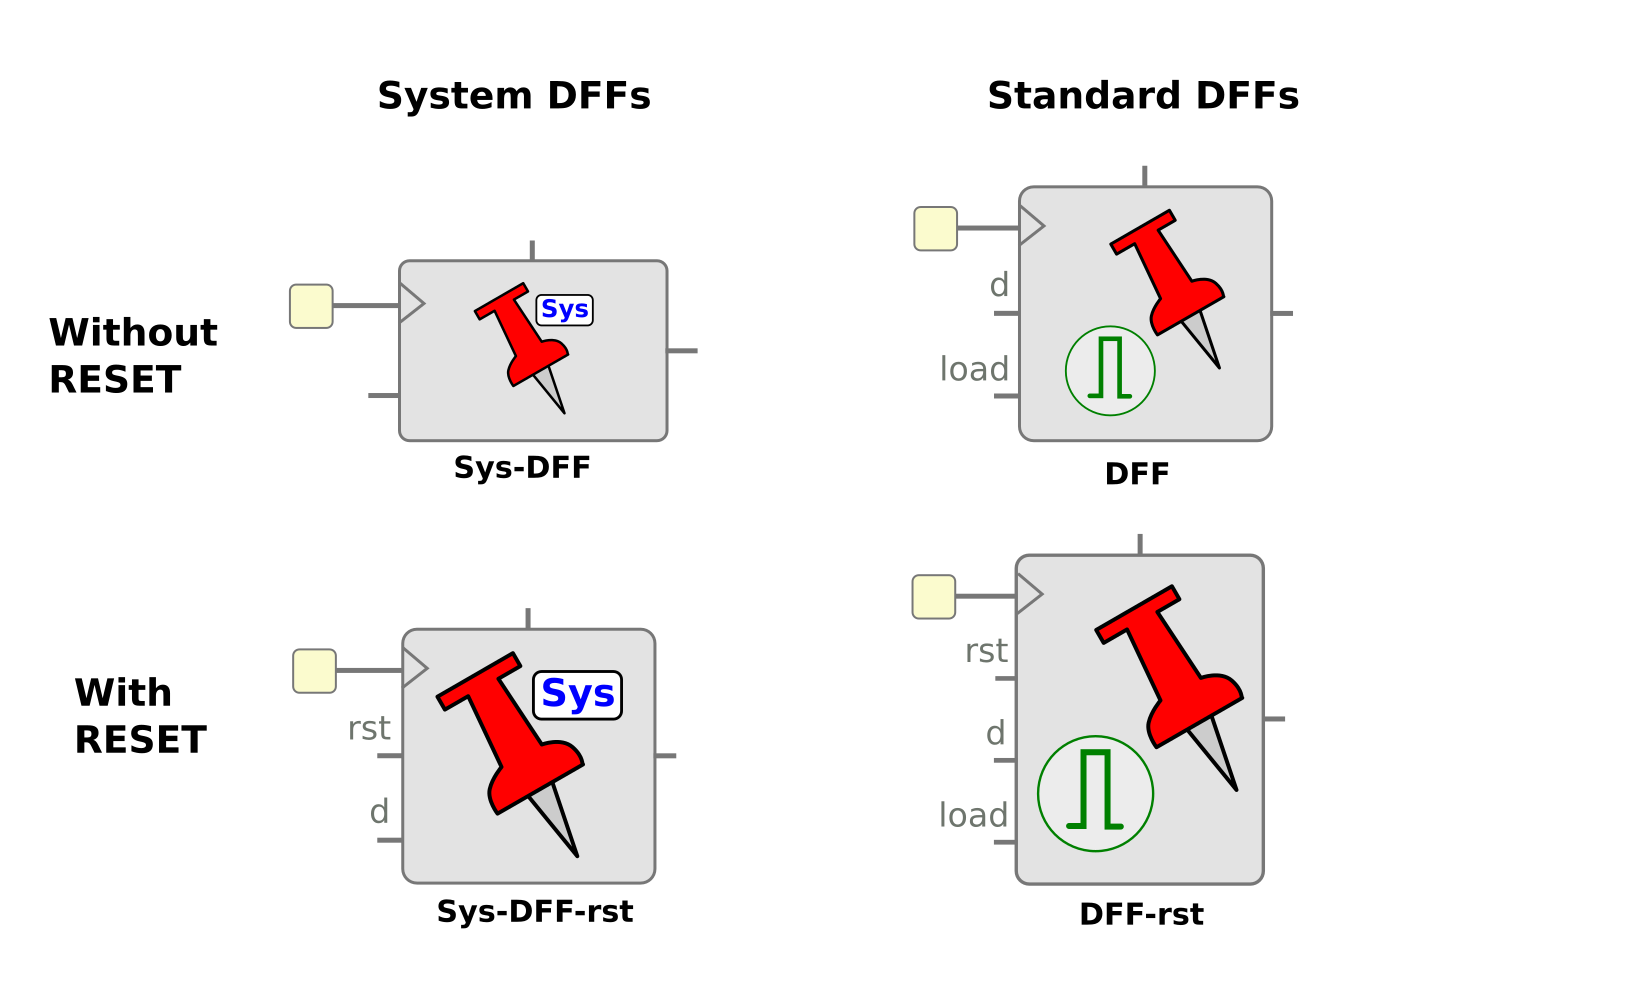 System DFFs
Standard DFFs
Without
RESET
Sys
Sys-DFF
d
load
DFF
With
RESET
Sys
rst
d
Sys-DFF-rst
rst
d
load
DFF-rst